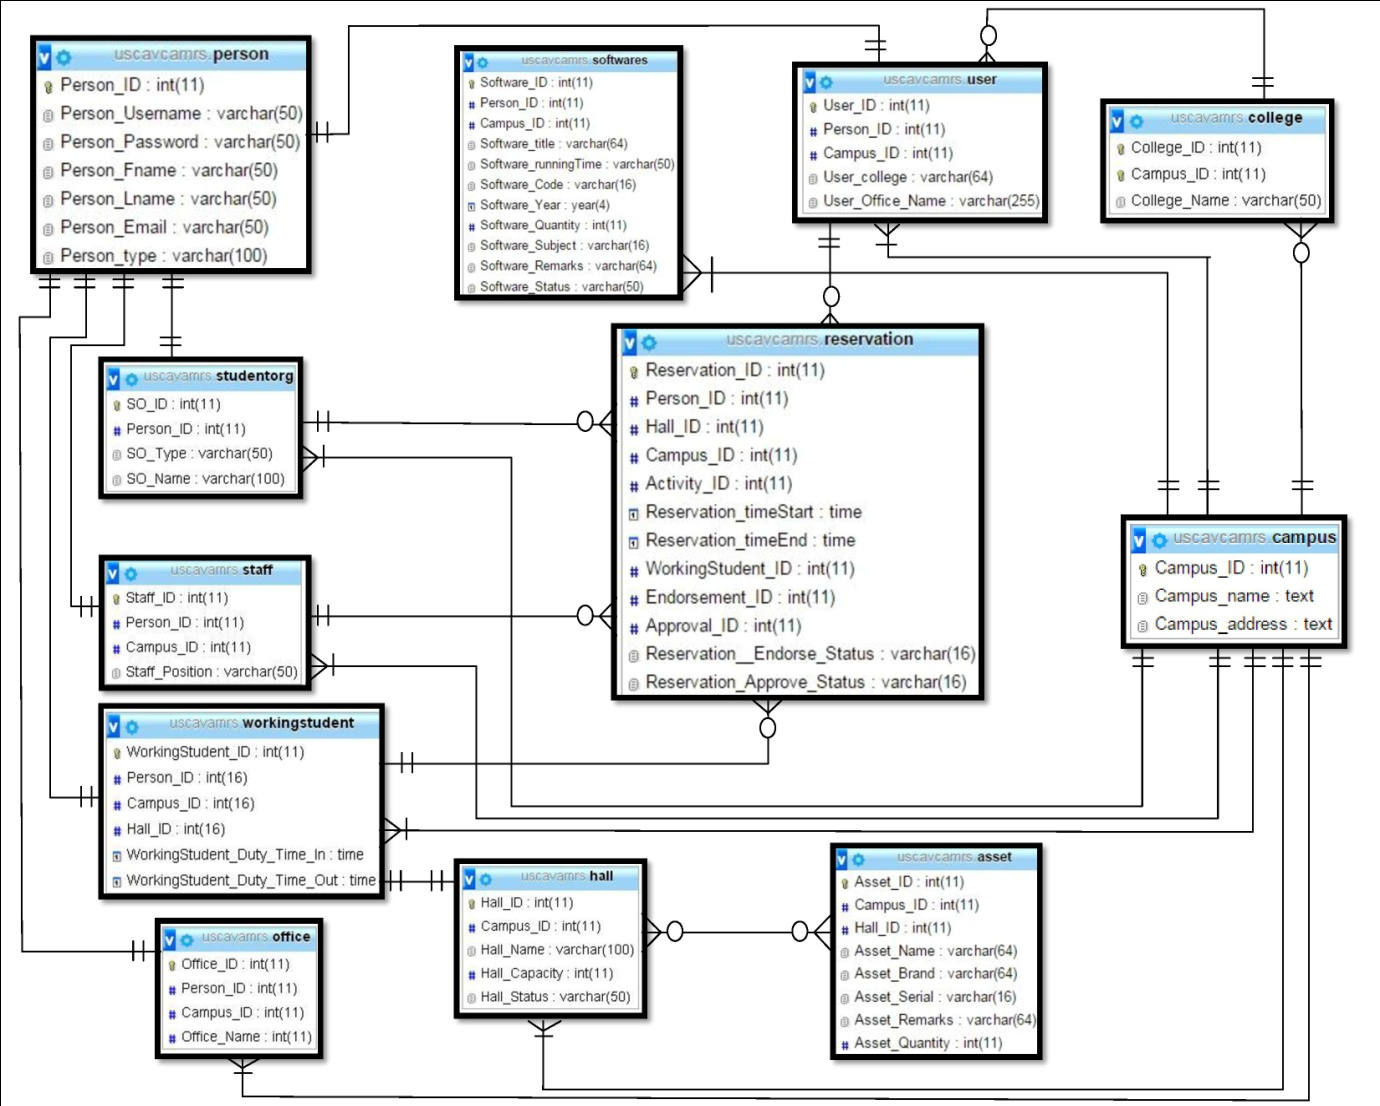 uscavcamrs.person
Person_ID : int(11)
Person_Username : varchar(50)
Person_Password : varchar(50)
Person_Fname : varchar(50)
Person_Lname : varchar(50)
Person_Email : varchar(50)
Person_type : varchar(100)
uscavcamrs.softwares
Software_ID : int(11)
Person_ID : int(11)
Campus_ID : int(11)
Software_title : varchar(64)
Software_runningTime : varchar(50)
Software_Code : varchar(16)
Software_Year : year(4)
Software_Quantity : int(11)
Software_Subject : varchar(16)
Software_Remarks : varchar(64)
Software_Status : varchar(50)
uscavcamrs.user
User_ID : int(11)
Person_ID : int(11)
Campus_ID : int(11)
User_college : varchar(64)
User_Office_Name : varchar(255)
uscavamrs.college
College_ID : int(11)
Campus_ID : int(11)
College_Name : varchar(50)
uscavcamrs.reservation
Reservation_ID : int(11)
Person_ID : int(11)
Hall_ID : int(11)
Campus_ID : int(11)
Activity_ID : int(11)
Reservation_timeStart : time
Reservation_timeEnd : time
WorkingStudent_ID : int(11)
Endorsement_ID : int(11)
Approval_ID : int(11)
Reservation__Endorse_Status : varchar(16)
Reservation_Approve_Status : varchar(16)
uscavamrs.studentorg
SO_ID : int(11)
Person_ID : int(11)
SO_Type : varchar(50)
SO_Name : varchar(100)
uscavamrs.staff
Staff_ID : int(11)
Person_ID : int(11)
Campus_ID : int(11)
Staff_Position : varchar(50)
uscavcamrs.campus
Campus_ID : int(11)
Campus_name : text
Campus_address : text
uscavamrs.workingstudent
WorkingStudent_ID : int(11)
Person_ID : int(16)
Campus_ID : int(16)
Hall_ID : int(16)
WorkingStudent_Duty_Time_In : time
WorkingStudent_Duty_Time_Out : time
uscavcamrs.hall
Hall_ID : int(11)
Campus_ID : int(11)
Hall_Name : varchar(100)
Hall_Capacity : int(11)
Hall_Status : varchar(50)
uscavcamrs.asset
Asset_ID : int(11)
Campus_ID : int(11)
Hall_ID : int(11)
Asset_Name : varchar(64)
Asset_Brand : varchar(64)
Asset_Serial : varchar(16)
Asset_Remarks : varchar(64)
Asset_Quantity : int(11)
uscavamrs.office
Office_ID : int(11)
Person_ID : int(11)
Campus_ID : int(11)
Office_Name : int(11)